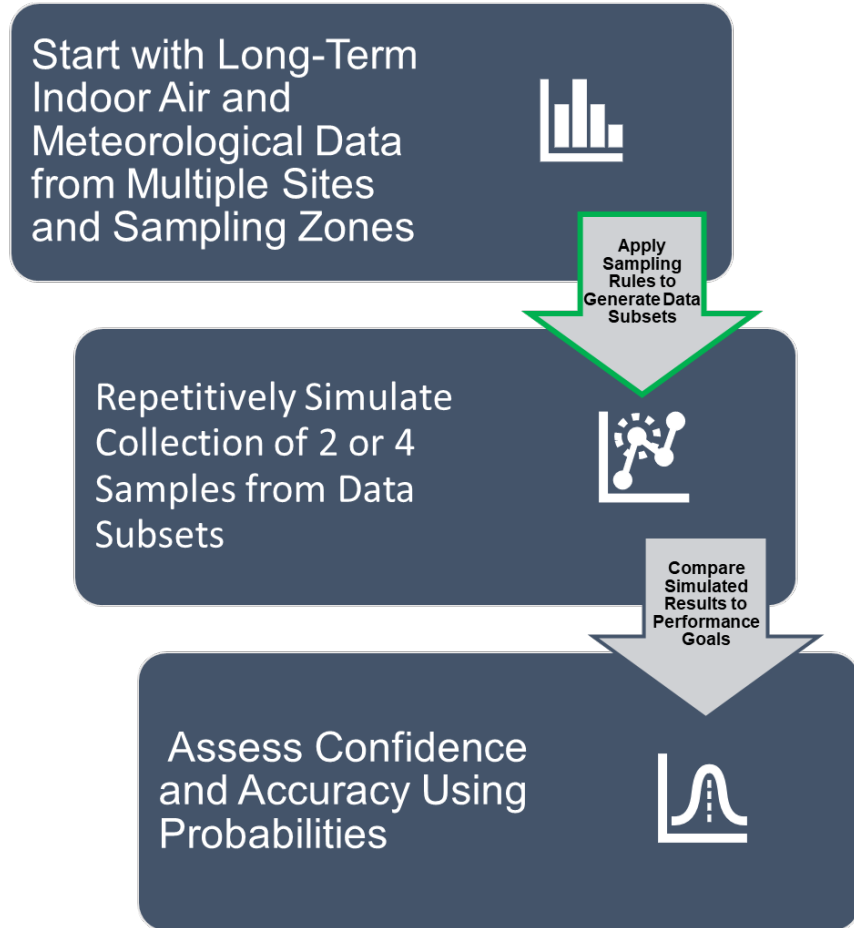 Start with Long-Term
Indoor Air and
Meteorological Data
from Multiple Sites
and Sampling Zones
Apply
Sampling
Rules to
Generate Data
Subsets
Repetitively Simulate
Collection of 2 or 4
Samples from Data
Subsets
Compare
Simulated
Results to
Performance
Goals
Assess Confidence
and Accuracy Using
Probabilities